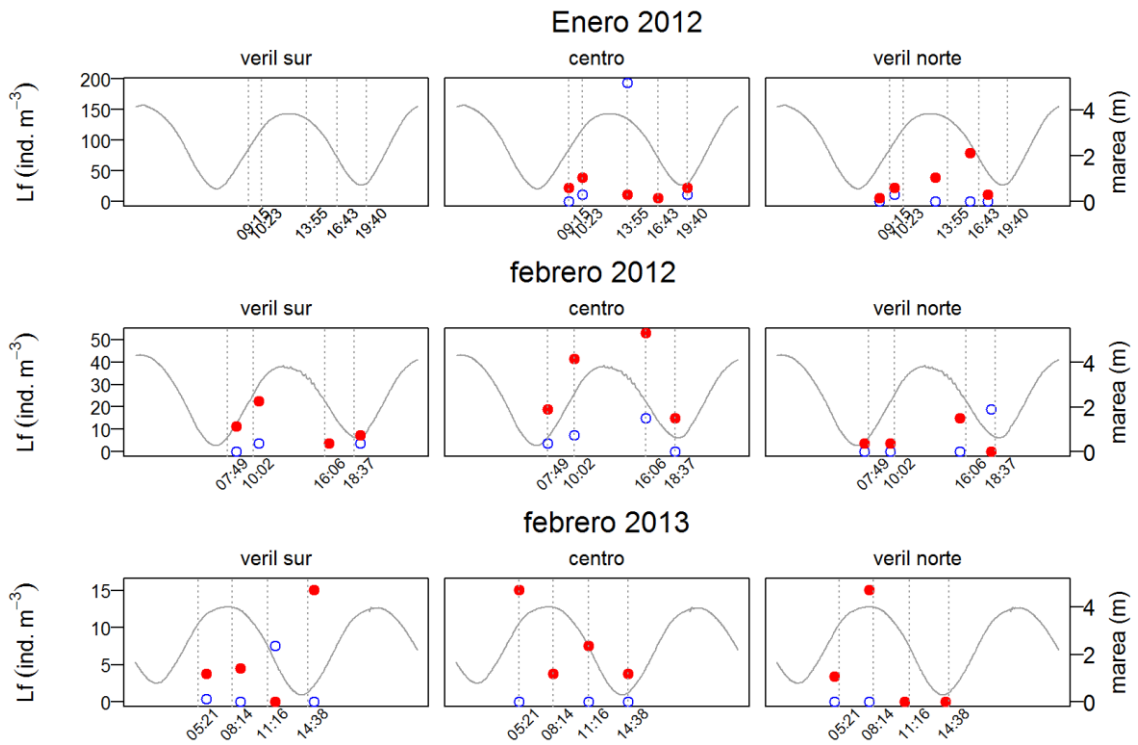 Enero 2012
veril sur centro veril norte
Lf (ind. m⁻³)
200
150
100
50
0
4
2
0
marea (m)
09:15 10:23 13:55 16:43 19:40
09:15 10:23 13:55 16:43 19:40
09:15 10:23 13:55 16:43 19:40
febrero 2012
veril sur centro veril norte
Lf (ind. m⁻³)
50
40
30
20
10
0
4
2
0
marea (m)
07:49 10:02 16:06 18:37
07:49 10:02 16:06 18:37
07:49 10:02 16:06 18:37
febrero 2013
veril sur centro veril norte
Lf (ind. m⁻³)
15
10
5
0
4
2
0
marea (m)
05:21 08:14 11:16 14:38
05:21 08:14 11:16 14:38
05:21 08:14 11:16 14:38